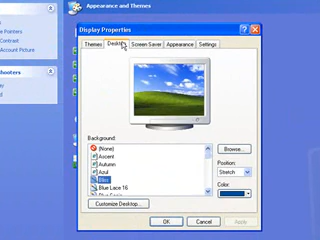 Appearance and Themes
Pointers
Contrast
Account Picture
Display Properties
Themes
Desktop
Screen Saver
Appearance
Settings
Background:
(None)
Ascent
Autumn
Azul
Bliss
Blue Lace 16
Browse...
Position:
Stretch
Color:
Customize Desktop...
OK
Cancel
Apply